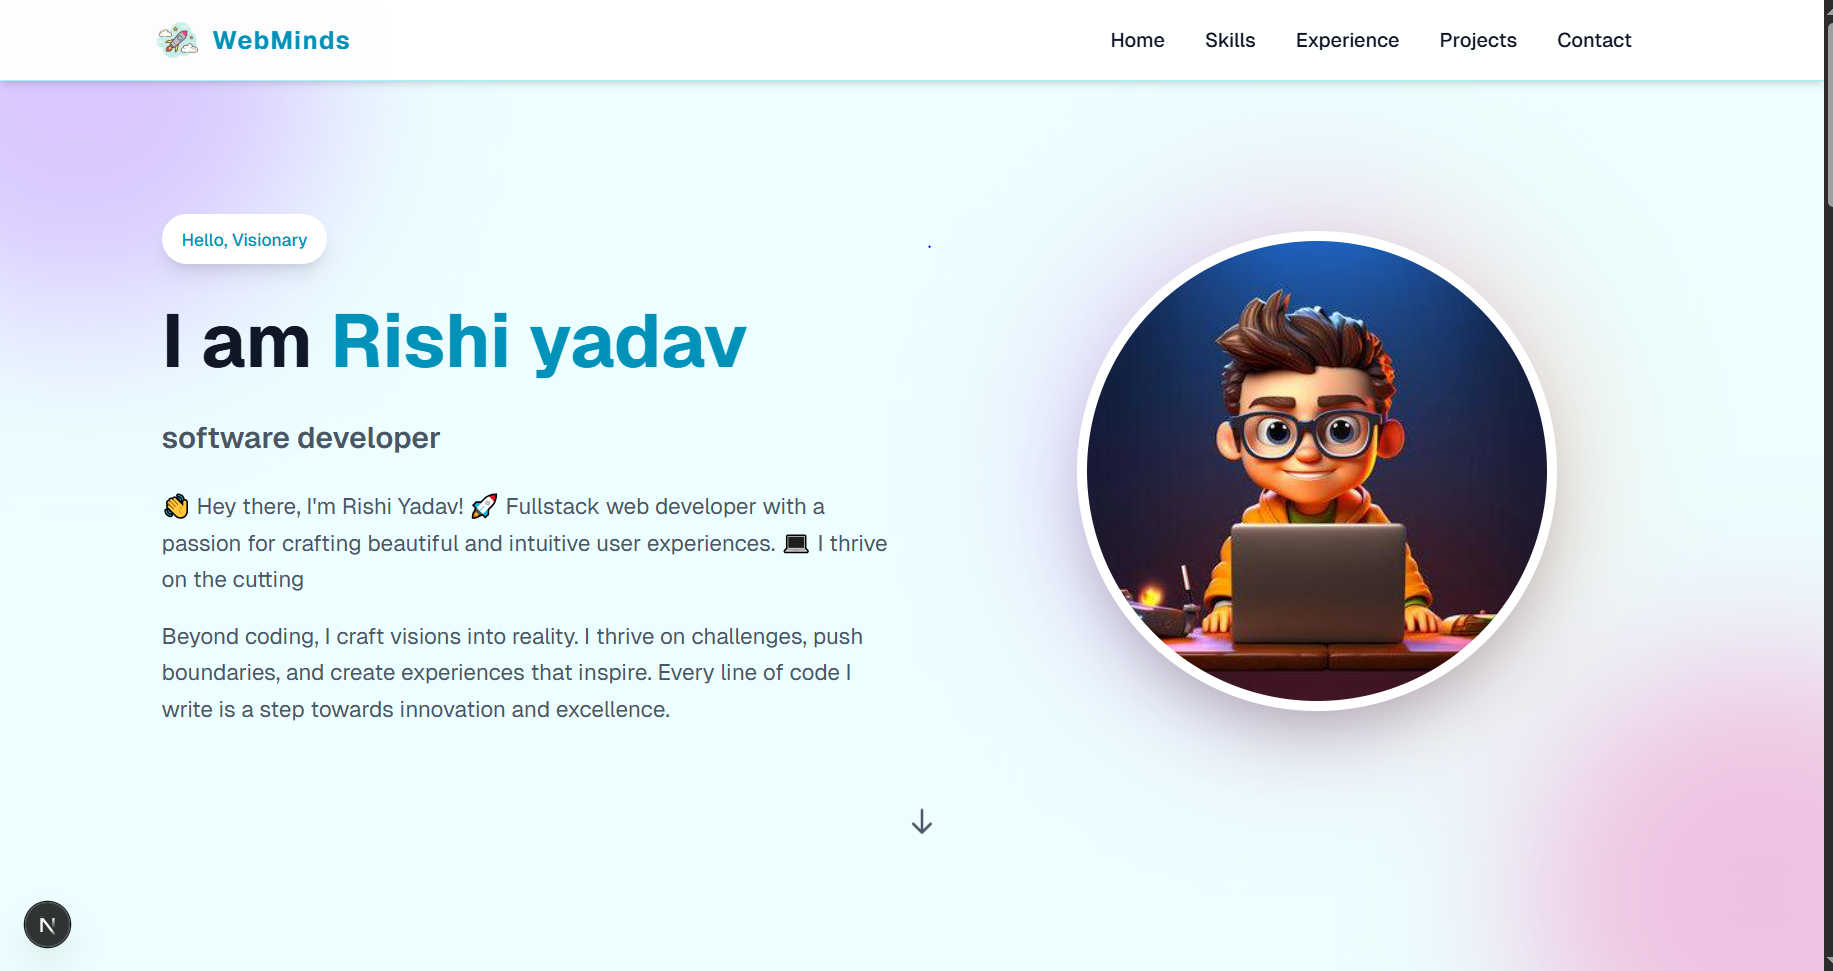 WebMinds
Home Skills Experience Projects Contact
Hello, Visionary
I am Rishi yadav
software developer
👋 Hey there, I'm Rishi Yadav! 🚀 Fullstack web developer with a
passion for crafting beautiful and intuitive user experiences. 💻 I thrive
on the cutting
Beyond coding, I craft visions into reality. I thrive on challenges, push
boundaries, and create experiences that inspire. Every line of code I
write is a step towards innovation and excellence.
N